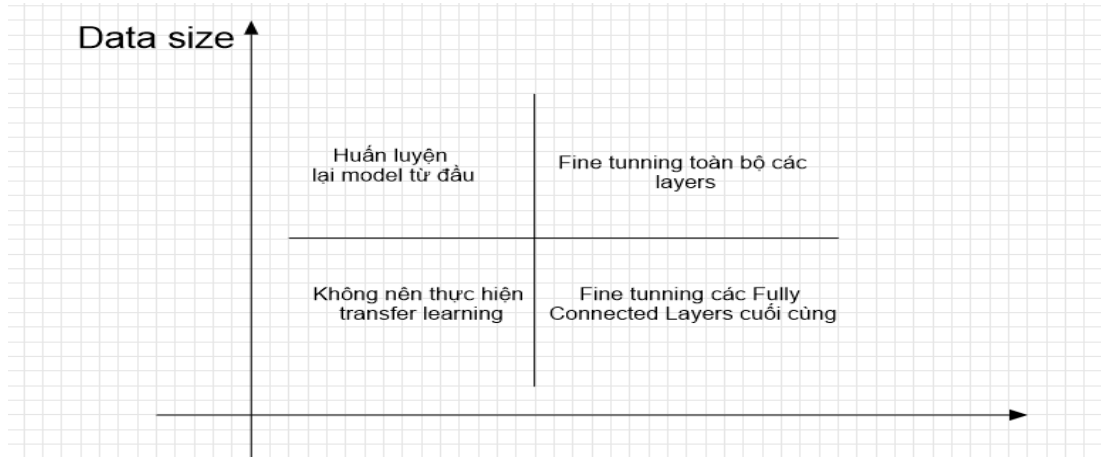 Data size
Huấn luyện
lại model từ đầu
Fine tunning toàn bộ các
layers
Không nên thực hiện
transfer learning
Fine tunning các Fully
Connected Layers cuối cùng